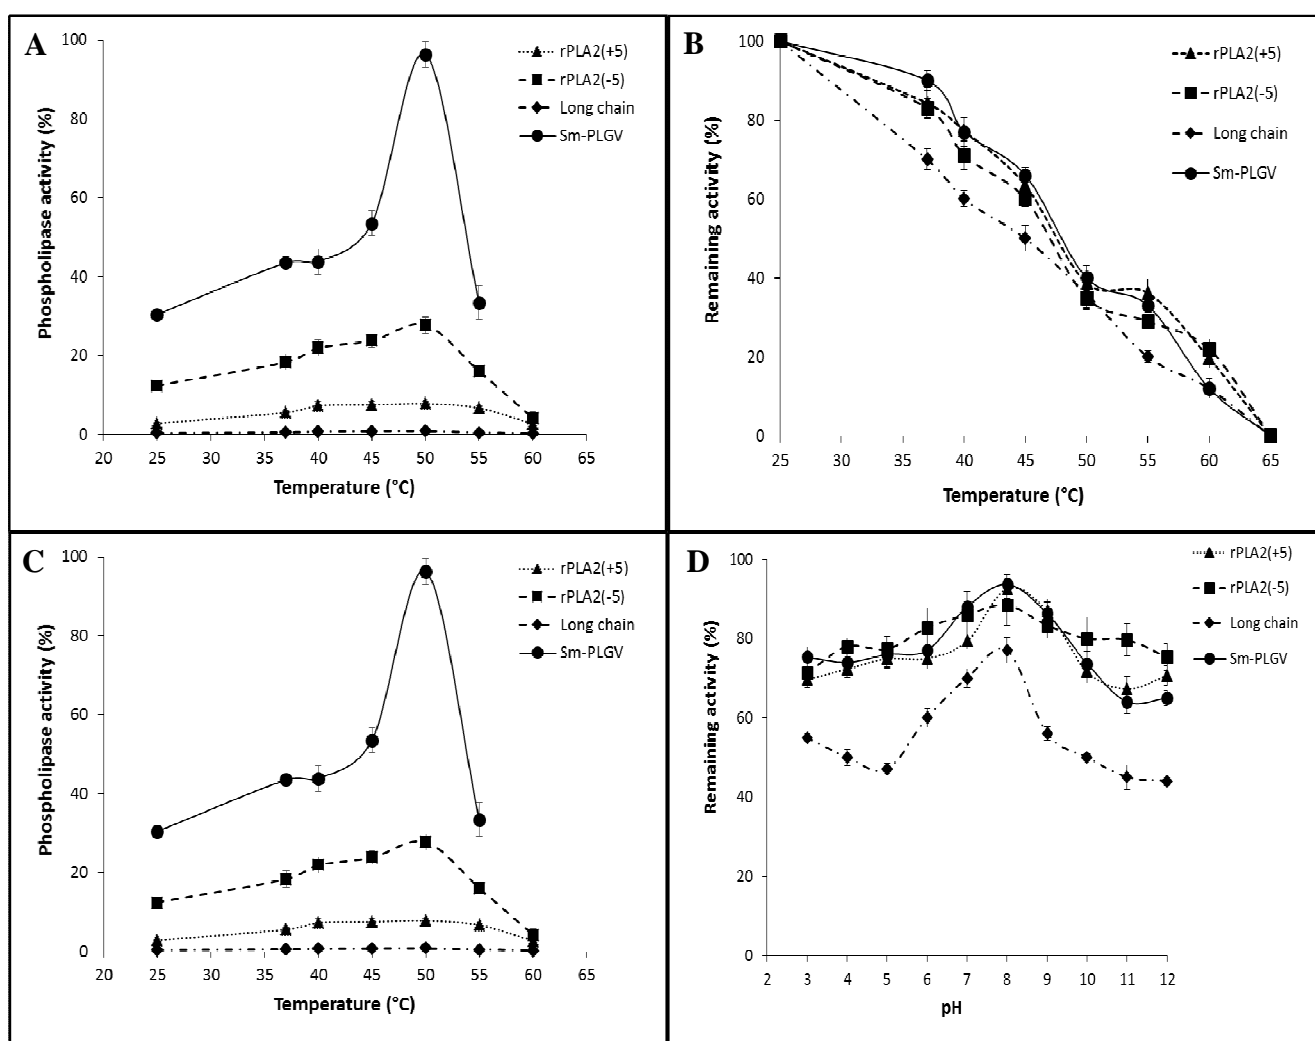 A
100
80
60
40
20
0
20 25 30 35 40 45 50 55 60 65
Phospholipase activity (%)
Temperature (°C)
rPLA2(+5)
rPLA2(-5)
Long chain
Sm-PLGV
B
100
80
60
40
20
0
25 30 35 40 45 50 55 60 65
Remaining activity (%)
Temperature (°C)
rPLA2(+5)
rPLA2(-5)
Long chain
Sm-PLGV
C
100
80
60
40
20
0
20 25 30 35 40 45 50 55 60 65
Phospholipase activity (%)
Temperature (°C)
rPLA2(+5)
rPLA2(-5)
Long chain
Sm-PLGV
D
100
80
60
40
20
0
2 3 4 5 6 7 8 9 10 11 12
Remaining activity (%)
pH
rPLA2(+5)
rPLA2(-5)
Long chain
Sm-PLGV